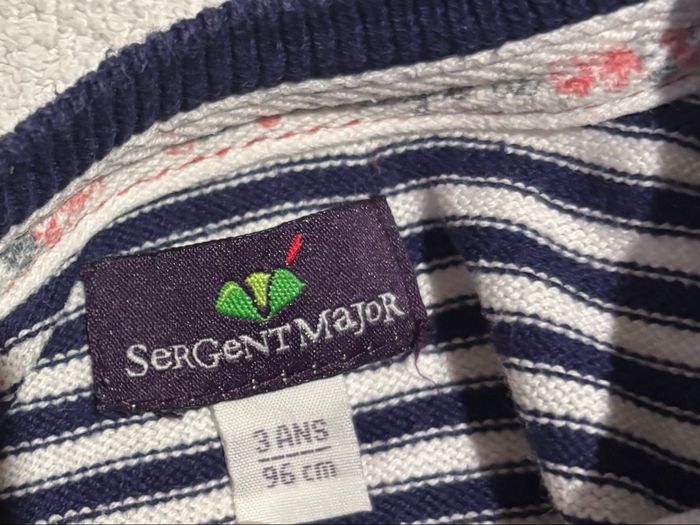 SeRGeNT MaJoR
3 ANS
96 cm